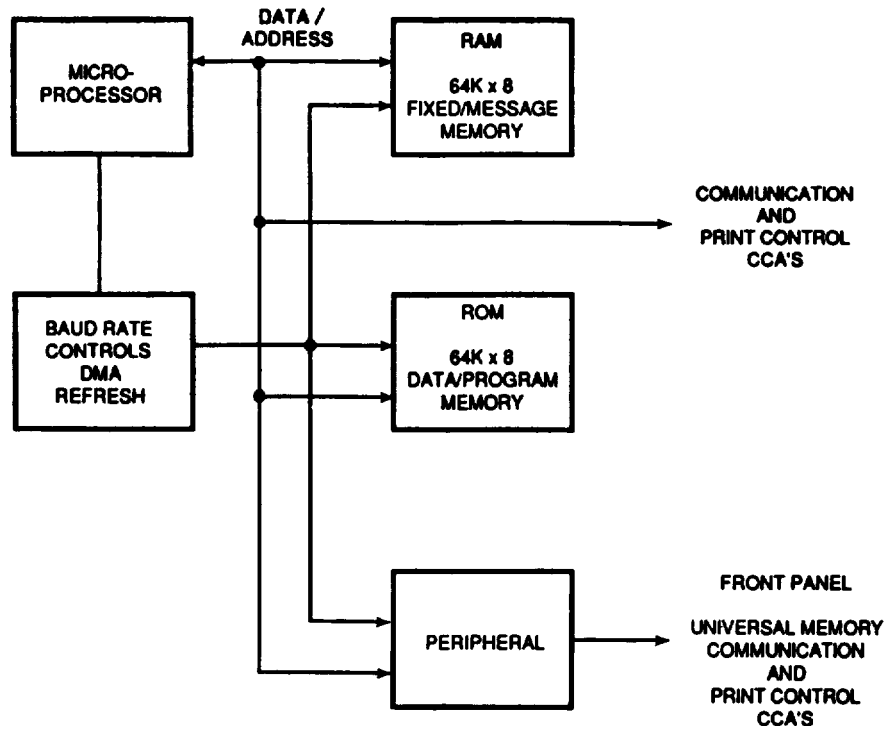 DATA /
ADDRESS
MICRO-
PROCESSOR
RAM
64K x 8
FIXED/MESSAGE
MEMORY
COMMUNICATION
AND
PRINT CONTROL
CCA'S
BAUD RATE
CONTROLS
DMA
REFRESH
ROM
64K x 8
DATA/PROGRAM
MEMORY
PERIPHERAL
FRONT PANEL
UNIVERSAL MEMORY
COMMUNICATION
AND
PRINT CONTROL
CCA'S